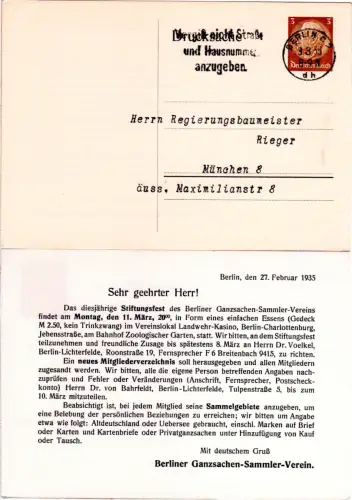 Drucksache
Vergeßt nicht Straße
und Hausnummer
anzugeben.
3 3
Deutsches Reich
BERLIN C
d h
Herrn Regierungsbaumeister
Rieger
München 8
äuss. Maximilianstr 8
Berlin, den 27. Februar 1935
Sehr geehrter Herr!
Das diesjährige Stiftungsfest des Berliner Ganzsachen-Sammler-Vereins
findet am Montag, den 11. März, 20⁰⁰, in Form eines einfachen Essens (Gedeck
M 2.50, kein Trinkzwang) im Vereinslokal Landwehr-Kasino, Berlin-Charlottenburg,
Jebensstraße, am Bahnhof Zoologischer Garten, statt. Wir bitten, an dem Stiftungsfest
teilzunehmen und freundliche Zusage bis spätestens 8. März an Herrn Dr. Voelkel,
Berlin-Lichterfelde, Roonstraße 19, Fernsprecher F 6 Breitenbach 9415, zu richten.
Ein neues Mitgliederverzeichnis soll herausgegeben und allen Mitgliedern
zugesandt werden. Wir bitten, alle die eigene Person betreffenden Angaben nach-
zuprüfen und Fehler oder Veränderungen (Anschrift, Fernsprecher, Postscheck-
konto) Herrn Dr. von Bahrfeldt, Berlin-Lichterfelde, Tulpenstraße 5, bis zum
10. März mitzuteilen.
Beabsichtigt ist, bei jedem Mitglied seine Sammelgebiete anzugeben, um
eine Belebung der persönlichen Beziehungen zu erreichen; wir bitten um Angabe
etwa wie folgt: Altdeutschland oder Uebersee gebraucht, einschl. Marken auf Brief
oder Karten und Kartenbriefe oder Privatganzsachen unter Hinzufügung von Kauf
oder Tausch.
Mit deutschem Gruß
Berliner Ganzsachen-Sammler-Verein.